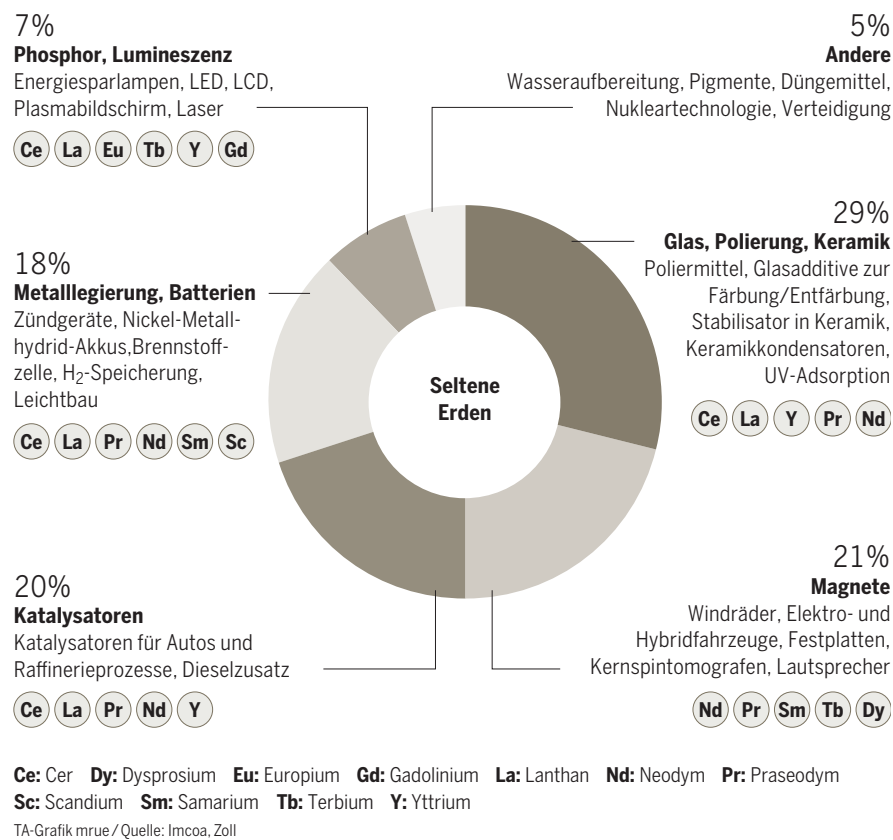 7%
Phosphor, Lumineszenz
Energiesparlampen, LED, LCD,
Plasmabildschirm, Laser
Ce La Eu Tb Y Gd
5%
Andere
Wasseraufbereitung, Pigmente, Düngemittel,
Nukleartechnologie, Verteidigung
29%
Glas, Polierung, Keramik
Poliermittel, Glasadditive zur
Färbung/Entfärbung,
Stabilisator in Keramik,
Keramikkondensatoren,
UV-Adsorption
Ce La Y Pr Nd
18%
Metalllegierung, Batterien
Zündgeräte, Nickel-Metall-
hydrid-Akkus,Brennstoff-
zelle, H₂-Speicherung,
Leichtbau
Ce La Pr Nd Sm Sc
Seltene
Erden
20%
Katalysatoren
Katalysatoren für Autos und
Raffinerieprozesse, Dieselzusatz
Ce La Pr Nd Y
21%
Magnete
Windräder, Elektro- und
Hybridfahrzeuge, Festplatten,
Kernspintomografen, Lautsprecher
Nd Pr Sm Tb Dy
Ce: Cer Dy: Dysprosium Eu: Europium Gd: Gadolinium La: Lanthan Nd: Neodym Pr: Praseodym
Sc: Scandium Sm: Samarium Tb: Terbium Y: Yttrium
TA-Grafik mrue / Quelle: Imcoa, Zoll